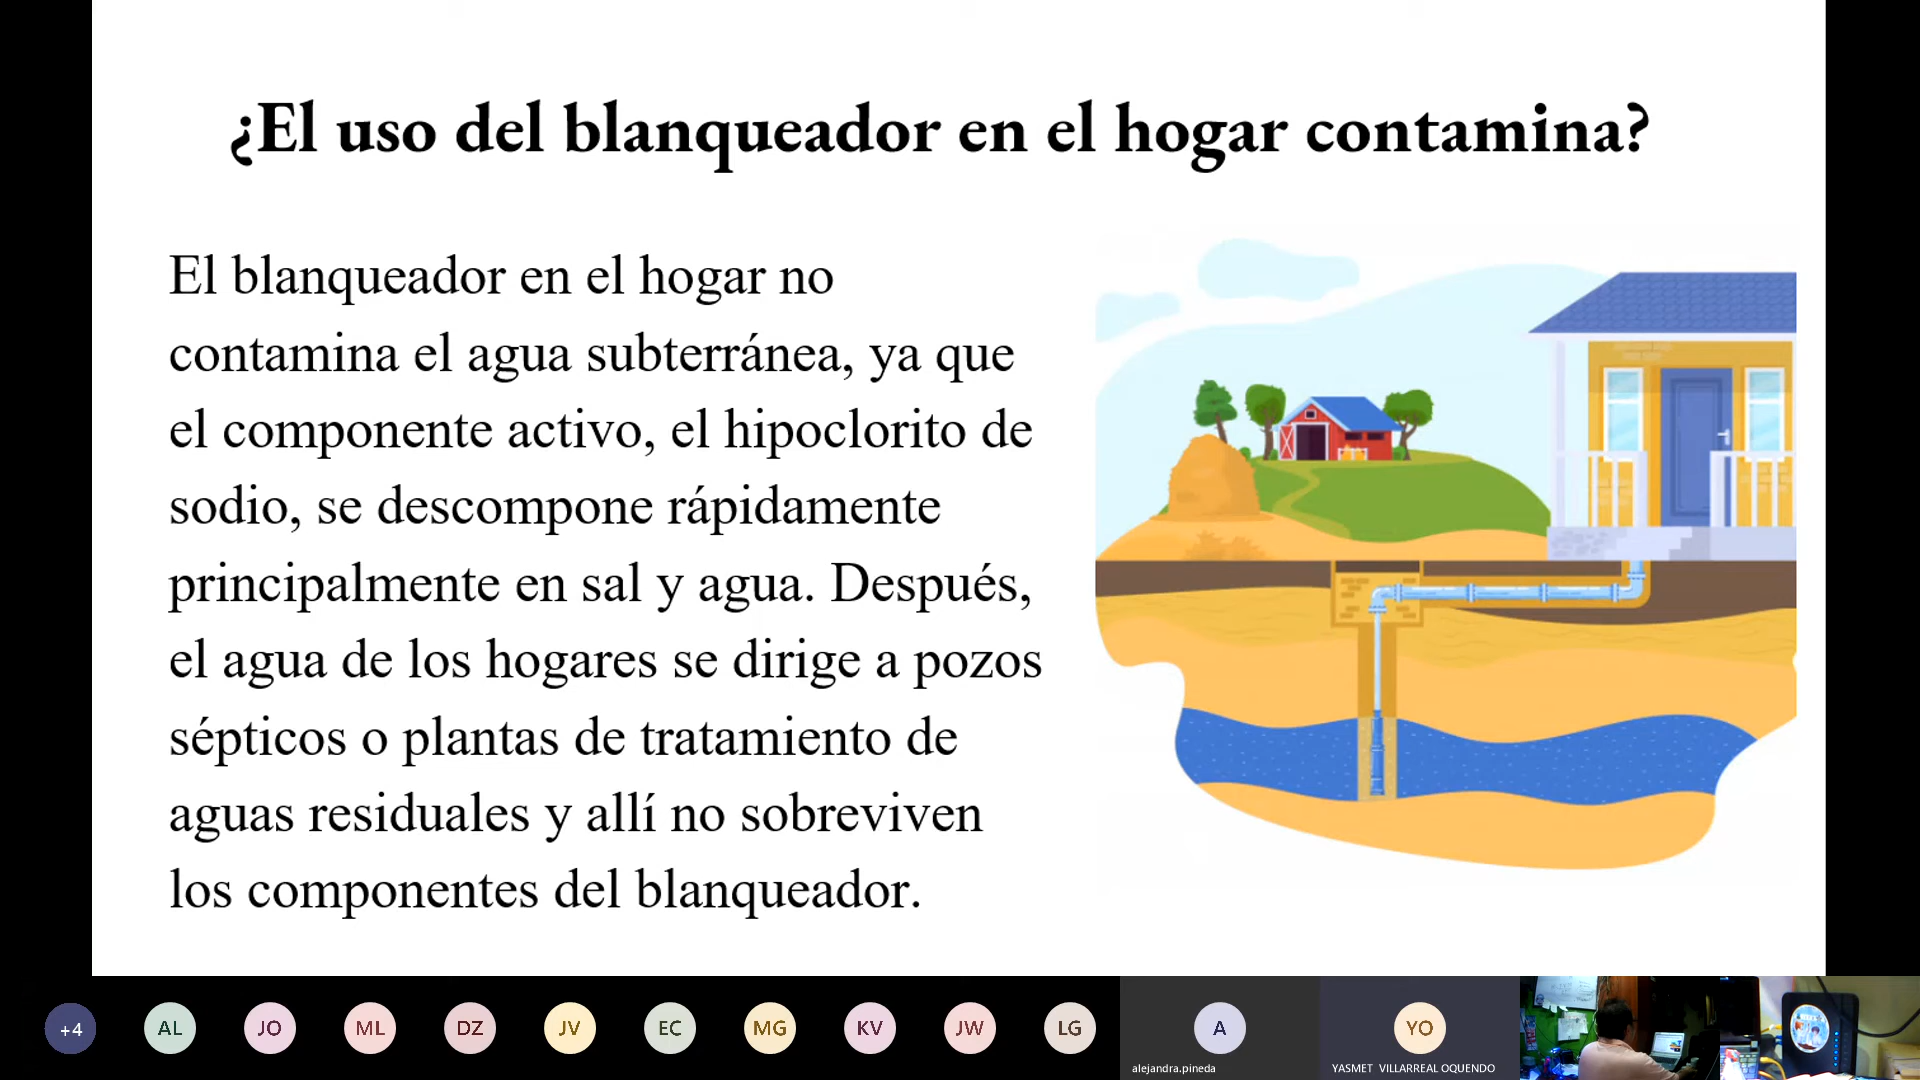 ¿El uso del blanqueador en el hogar contamina?
El blanqueador en el hogar no
contamina el agua subterránea, ya que
el componente activo, el hipoclorito de
sodio, se descompone rápidamente
principalmente en sal y agua. Después,
el agua de los hogares se dirige a pozos
sépticos o plantas de tratamiento de
aguas residuales y allí no sobreviven
los componentes del blanqueador.
+4
AL
JO
ML
DZ
JV
EC
MG
KV
JW
LG
A
alejandra.pineda
YO
YASMET VILLARREAL OQUENDO